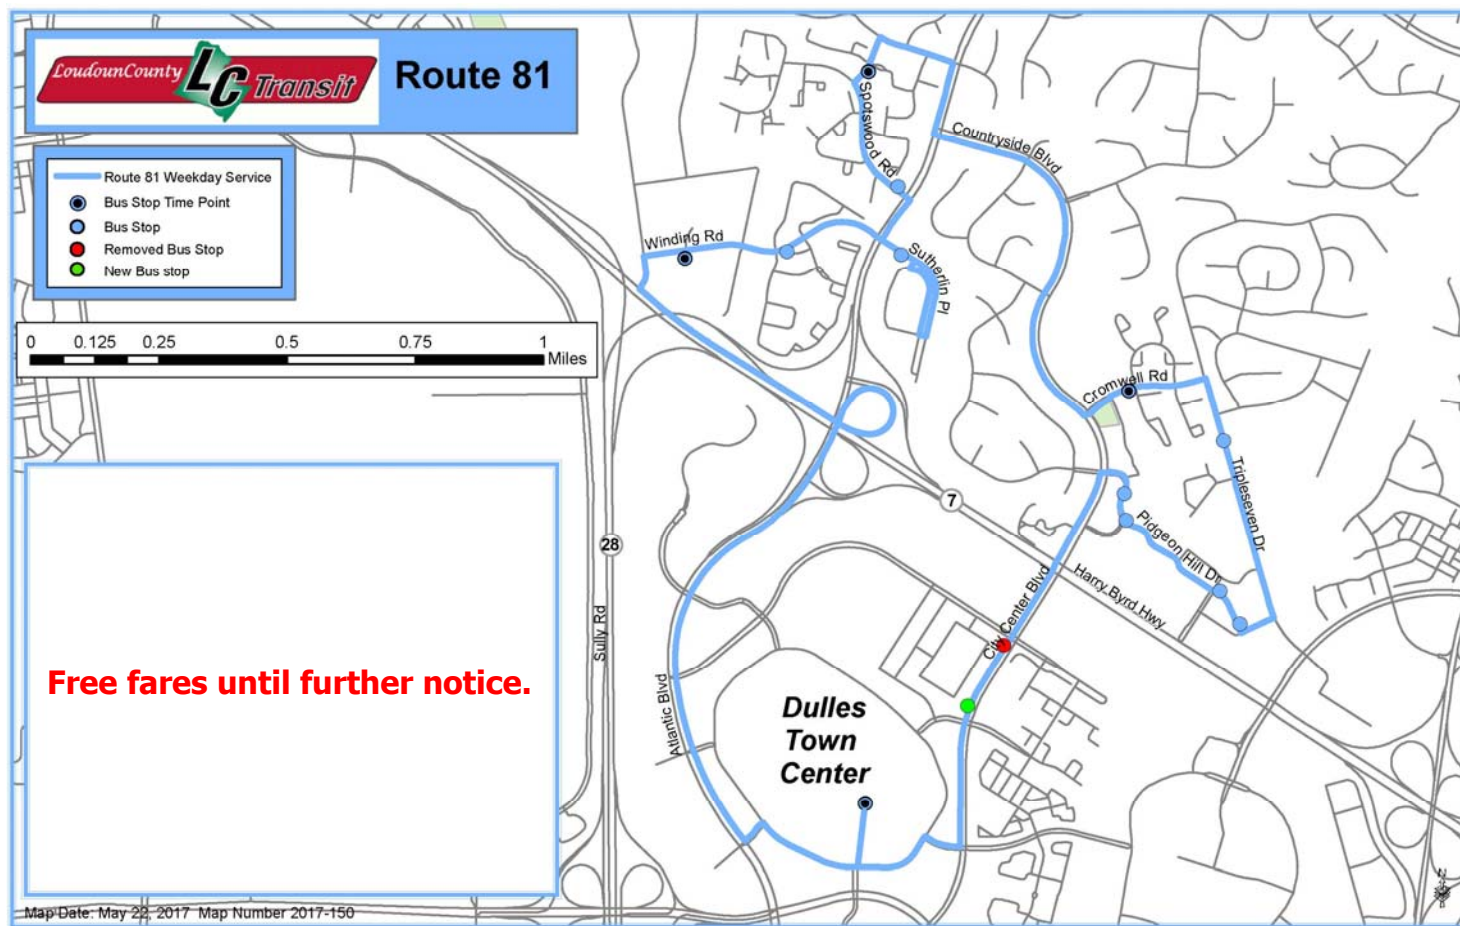 LoudounCounty LC Transit
Route 81
Route 81 Weekday Service
Bus Stop Time Point
Bus Stop
Removed Bus Stop
New Bus stop
0 0.125 0.25 0.5 0.75 1
Miles
Free fares until further notice.
Spotswood Rd
Countryside Blvd
Winding Rd
Sutherlin Pl
Cromwell Rd
Tripleseven Dr
7
Pidgeon Hill Dr
28
Harry Byrd Hwy
City Center Blvd
Sully Rd
Atlantic Blvd
Dulles
Town
Center
Map Date: May 22, 2017 Map Number 2017-150